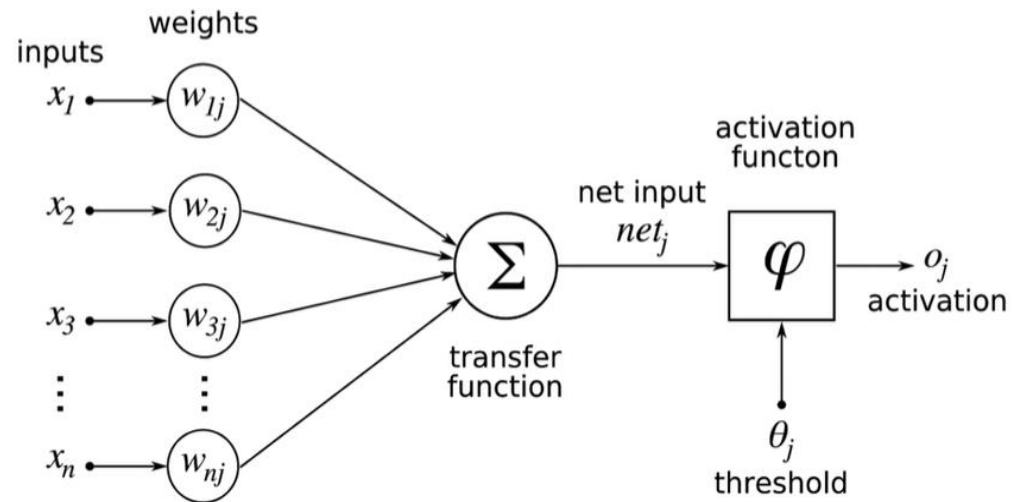 weights
inputs
x1
w1j
x2
w2j
x3
w3j
⋮ ⋮
xn
wnj
Σ
transfer
function
net input
netj
activation
functon
φ
oj
activation
θj
threshold